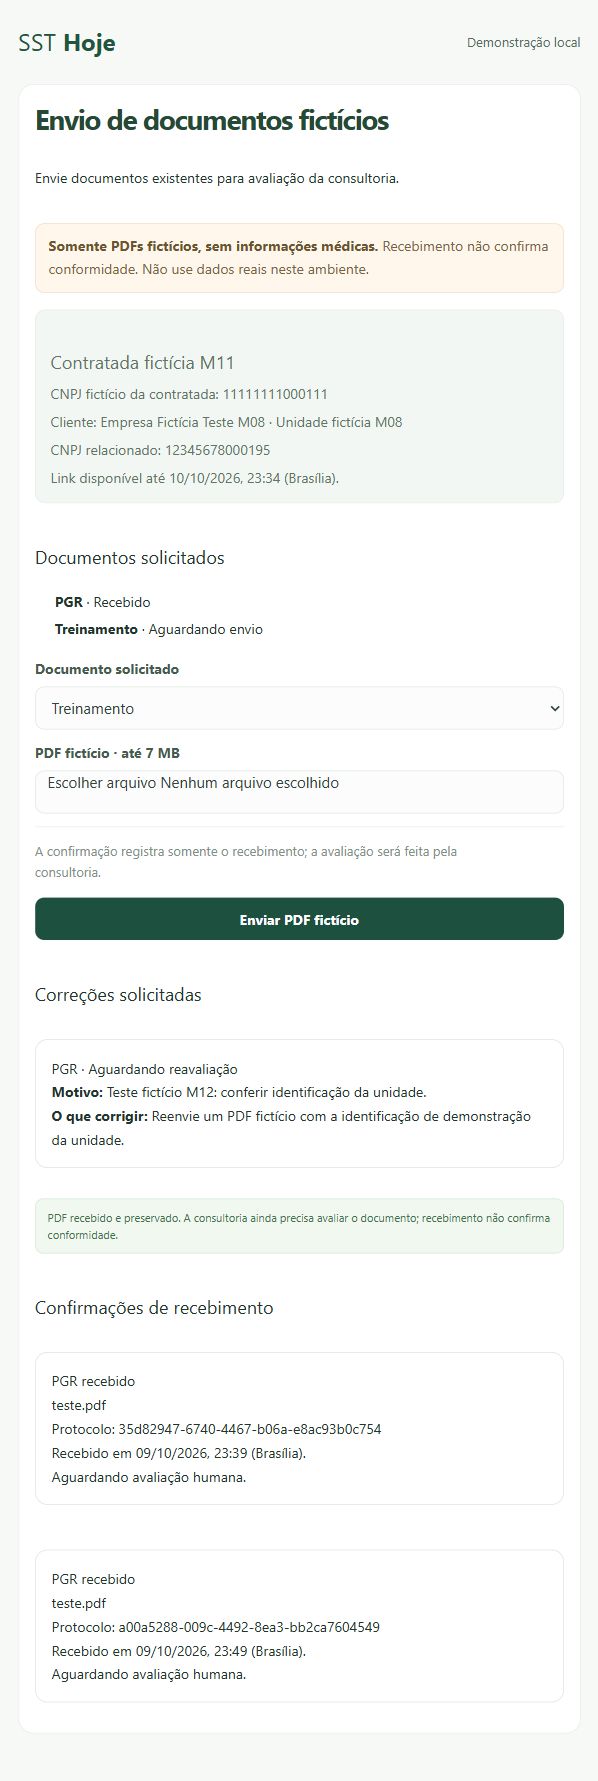 SST Hoje
Demonstração local
Envio de documentos fictícios
Envie documentos existentes para avaliação da consultoria.
Somente PDFs fictícios, sem informações médicas. Recebimento não confirma
conformidade. Não use dados reais neste ambiente.
Contratada fictícia M11
CNPJ fictício da contratada: 11111111000111
Cliente: Empresa Fictícia Teste M08 · Unidade fictícia M08
CNPJ relacionado: 12345678000195
Link disponível até 10/10/2026, 23:34 (Brasília).
Documentos solicitados
PGR · Recebido
Treinamento · Aguardando envio
Documento solicitado
Treinamento
PDF fictício · até 7 MB
Escolher arquivo Nenhum arquivo escolhido
A confirmação registra somente o recebimento; a avaliação será feita pela
consultoria.
Enviar PDF fictício
Correções solicitadas
PGR · Aguardando reavaliação
Motivo: Teste fictício M12: conferir identificação da unidade.
O que corrigir: Reenvie um PDF fictício com a identificação de demonstração
da unidade.
PDF recebido e preservado. A consultoria ainda precisa avaliar o documento; recebimento não confirma
conformidade.
Confirmações de recebimento
PGR recebido
teste.pdf
Protocolo: 35d82947-6740-4467-b06a-e8ac93b0c754
Recebido em 09/10/2026, 23:39 (Brasília).
Aguardando avaliação humana.
PGR recebido
teste.pdf
Protocolo: a00a5288-009c-4492-8ea3-bb2ca7604549
Recebido em 09/10/2026, 23:49 (Brasília).
Aguardando avaliação humana.